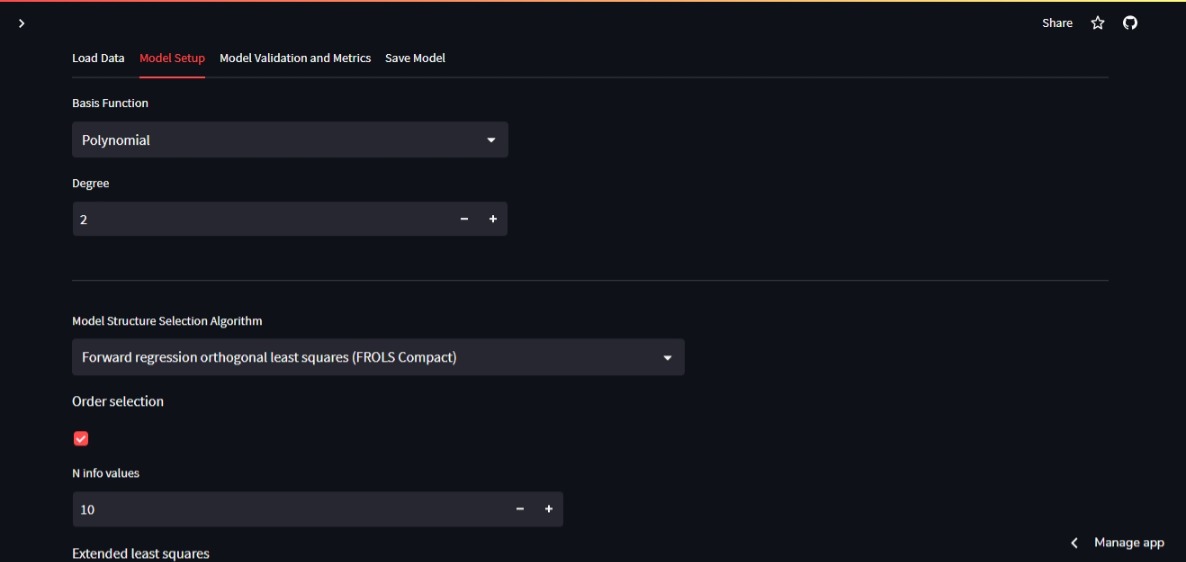 Share
Load Data Model Setup Model Validation and Metrics Save Model
Basis Function
Polynomial
Degree
2
Model Structure Selection Algorithm
Forward regression orthogonal least squares (FROLS Compact)
Order selection
N info values
10
Extended least squares
Manage app